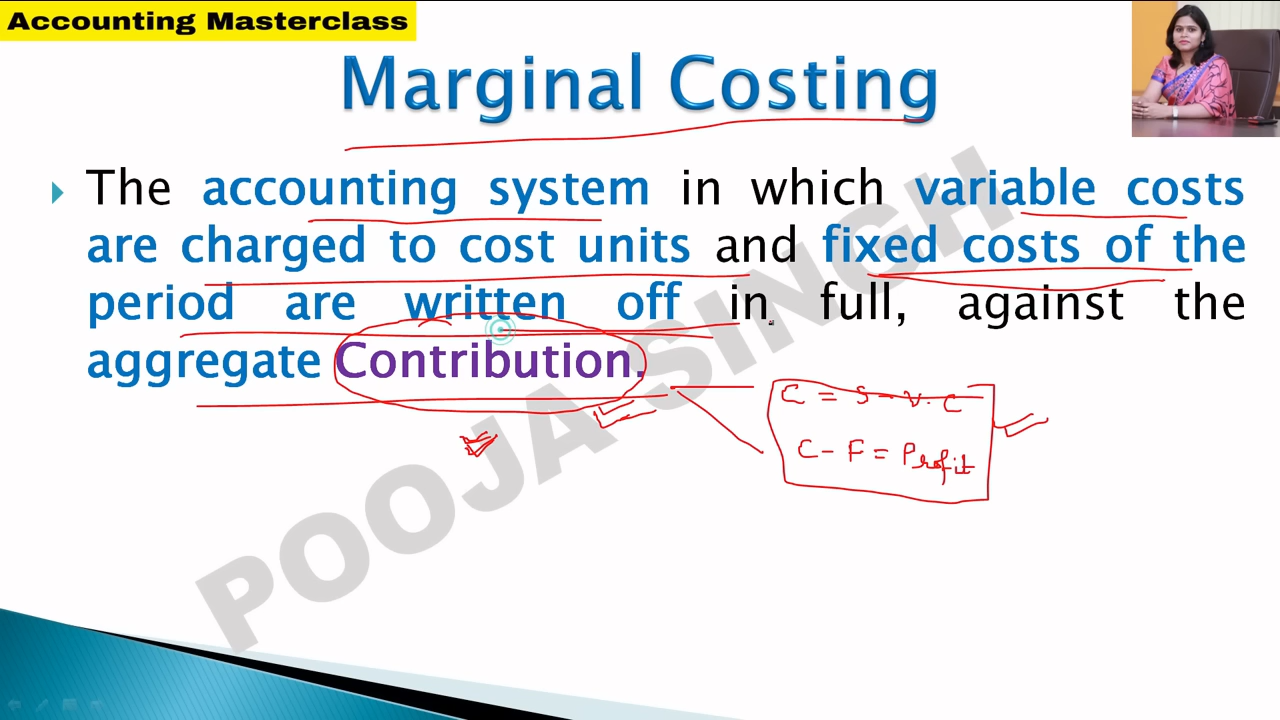 Accounting Masterclass
Marginal Costing
The accounting system in which variable costs
are charged to cost units and fixed costs of the
period are written off in full, against the
aggregate Contribution.
C = S - V.C
C - F = Profit
POOJA SINGH